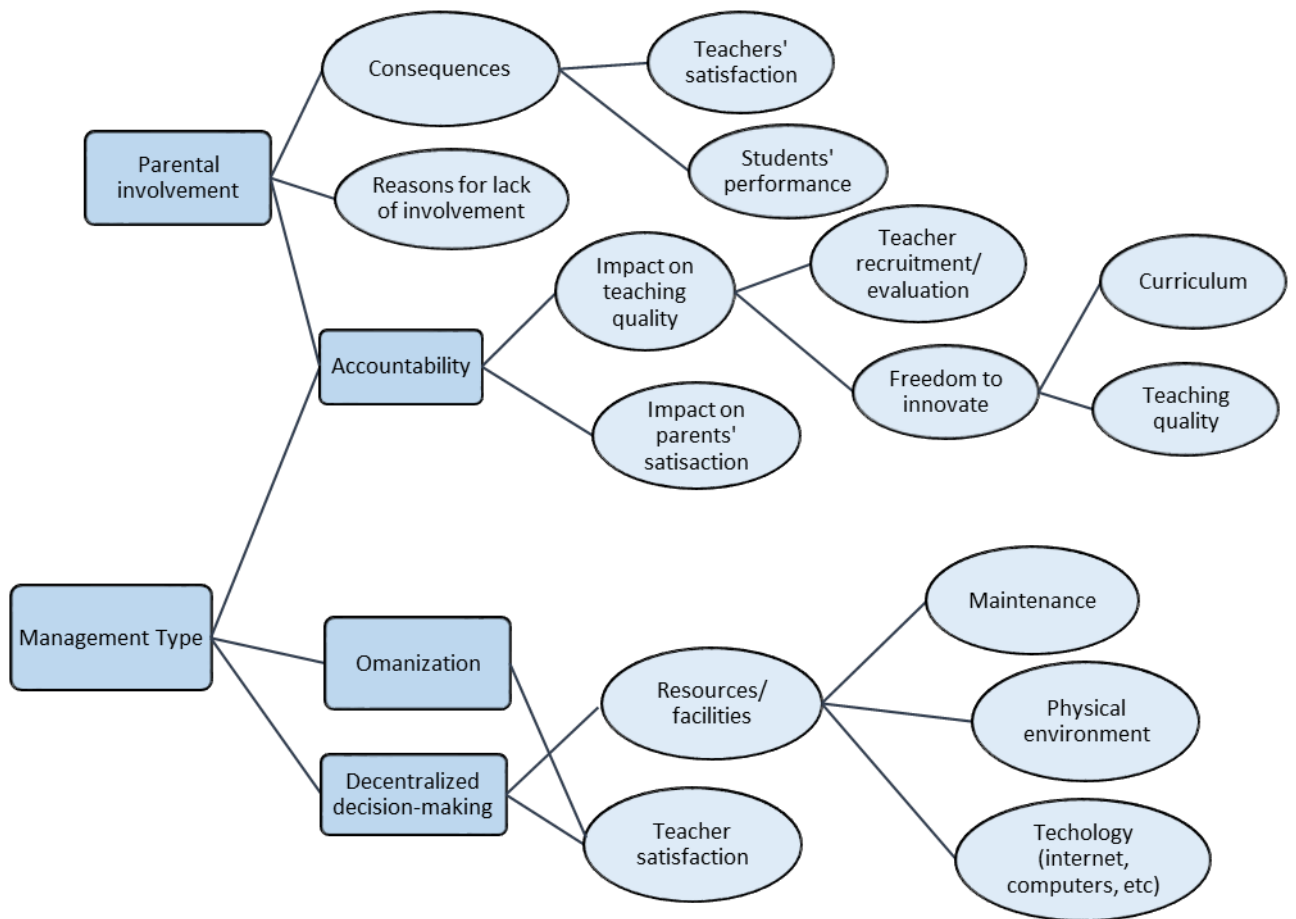 Consequences
Teachers'
satisfaction
Parental
involvement
Students'
performance
Reasons for lack
of involvement
Impact on
teaching
quality
Teacher
recruitment/
evaluation
Curriculum
Accountability
Freedom to
innovate
Teaching
quality
Impact on
parents'
satisaction
Management Type
Omanization
Decentralized
decision-making
Resources/
facilities
Teacher
satisfaction
Maintenance
Physical
environment
Techology
(internet,
computers, etc)